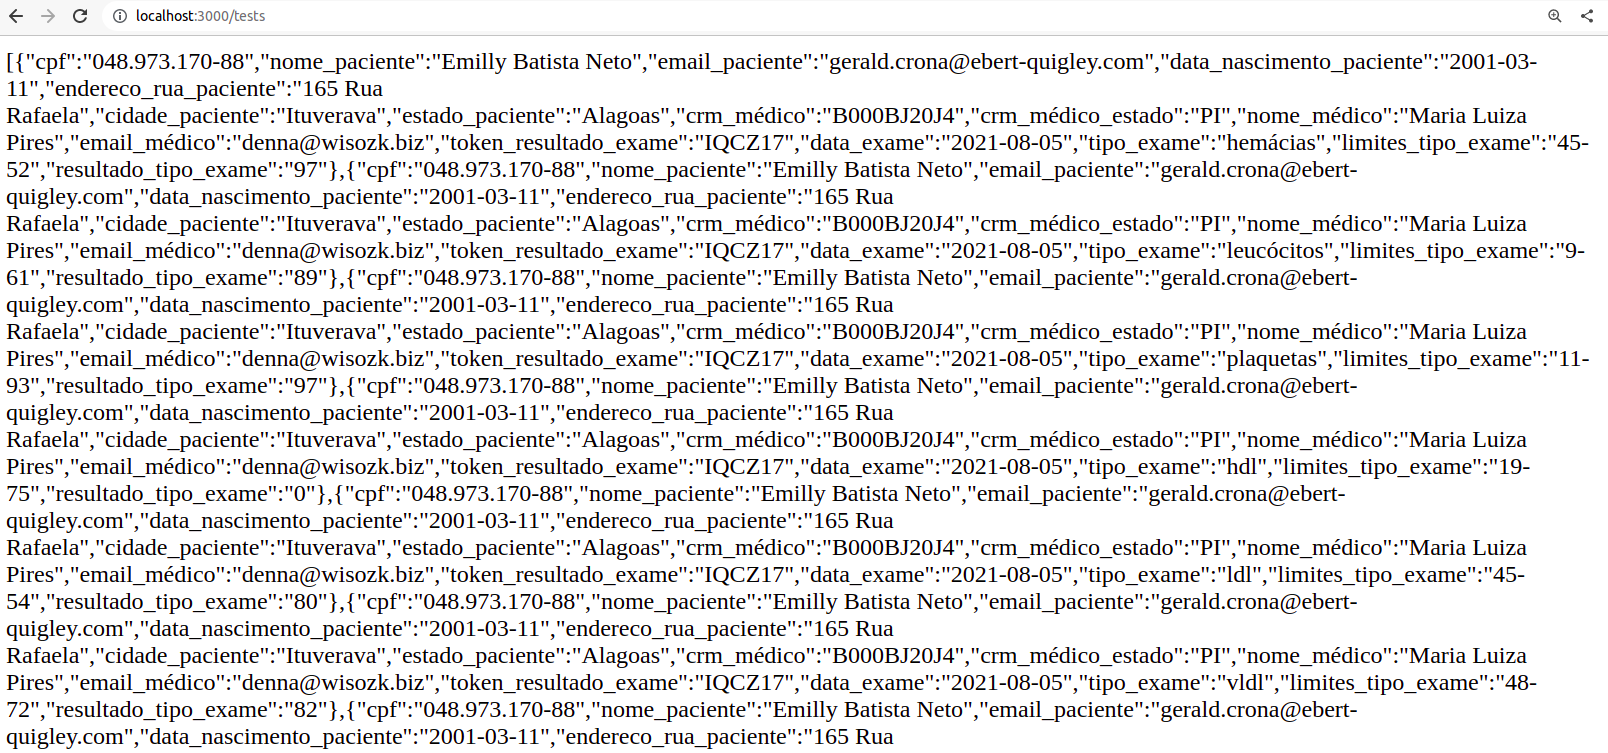 localhost:3000/tests
[{"cpf":"048.973.170-88","nome_paciente":"Emilly Batista Neto","email_paciente":"gerald.crona@ebert-quigley.com","data_nascimento_paciente":"2001-03-
11","endereco_rua_paciente":"165 Rua
Rafaela","cidade_paciente":"Ituverava","estado_paciente":"Alagoas","crm_médico":"B000BJ20J4","crm_médico_estado":"PI","nome_médico":"Maria Luiza
Pires","email_médico":"denna@wisozk.biz","token_resultado_exame":"IQCZ17","data_exame":"2021-08-05","tipo_exame":"hemácias","limites_tipo_exame":"45-
52","resultado_tipo_exame":"97"},{"cpf":"048.973.170-88","nome_paciente":"Emilly Batista Neto","email_paciente":"gerald.crona@ebert-
quigley.com","data_nascimento_paciente":"2001-03-11","endereco_rua_paciente":"165 Rua
Rafaela","cidade_paciente":"Ituverava","estado_paciente":"Alagoas","crm_médico":"B000BJ20J4","crm_médico_estado":"PI","nome_médico":"Maria Luiza
Pires","email_médico":"denna@wisozk.biz","token_resultado_exame":"IQCZ17","data_exame":"2021-08-05","tipo_exame":"leucócitos","limites_tipo_exame":"9-
61","resultado_tipo_exame":"89"},{"cpf":"048.973.170-88","nome_paciente":"Emilly Batista Neto","email_paciente":"gerald.crona@ebert-
quigley.com","data_nascimento_paciente":"2001-03-11","endereco_rua_paciente":"165 Rua
Rafaela","cidade_paciente":"Ituverava","estado_paciente":"Alagoas","crm_médico":"B000BJ20J4","crm_médico_estado":"PI","nome_médico":"Maria Luiza
Pires","email_médico":"denna@wisozk.biz","token_resultado_exame":"IQCZ17","data_exame":"2021-08-05","tipo_exame":"plaquetas","limites_tipo_exame":"11-
93","resultado_tipo_exame":"97"},{"cpf":"048.973.170-88","nome_paciente":"Emilly Batista Neto","email_paciente":"gerald.crona@ebert-
quigley.com","data_nascimento_paciente":"2001-03-11","endereco_rua_paciente":"165 Rua
Rafaela","cidade_paciente":"Ituverava","estado_paciente":"Alagoas","crm_médico":"B000BJ20J4","crm_médico_estado":"PI","nome_médico":"Maria Luiza
Pires","email_médico":"denna@wisozk.biz","token_resultado_exame":"IQCZ17","data_exame":"2021-08-05","tipo_exame":"hdl","limites_tipo_exame":"19-
75","resultado_tipo_exame":"0"},{"cpf":"048.973.170-88","nome_paciente":"Emilly Batista Neto","email_paciente":"gerald.crona@ebert-
quigley.com","data_nascimento_paciente":"2001-03-11","endereco_rua_paciente":"165 Rua
Rafaela","cidade_paciente":"Ituverava","estado_paciente":"Alagoas","crm_médico":"B000BJ20J4","crm_médico_estado":"PI","nome_médico":"Maria Luiza
Pires","email_médico":"denna@wisozk.biz","token_resultado_exame":"IQCZ17","data_exame":"2021-08-05","tipo_exame":"ldl","limites_tipo_exame":"45-
54","resultado_tipo_exame":"80"},{"cpf":"048.973.170-88","nome_paciente":"Emilly Batista Neto","email_paciente":"gerald.crona@ebert-
quigley.com","data_nascimento_paciente":"2001-03-11","endereco_rua_paciente":"165 Rua
Rafaela","cidade_paciente":"Ituverava","estado_paciente":"Alagoas","crm_médico":"B000BJ20J4","crm_médico_estado":"PI","nome_médico":"Maria Luiza
Pires","email_médico":"denna@wisozk.biz","token_resultado_exame":"IQCZ17","data_exame":"2021-08-05","tipo_exame":"vldl","limites_tipo_exame":"48-
72","resultado_tipo_exame":"82"},{"cpf":"048.973.170-88","nome_paciente":"Emilly Batista Neto","email_paciente":"gerald.crona@ebert-
quigley.com","data_nascimento_paciente":"2001-03-11","endereco_rua_paciente":"165 Rua